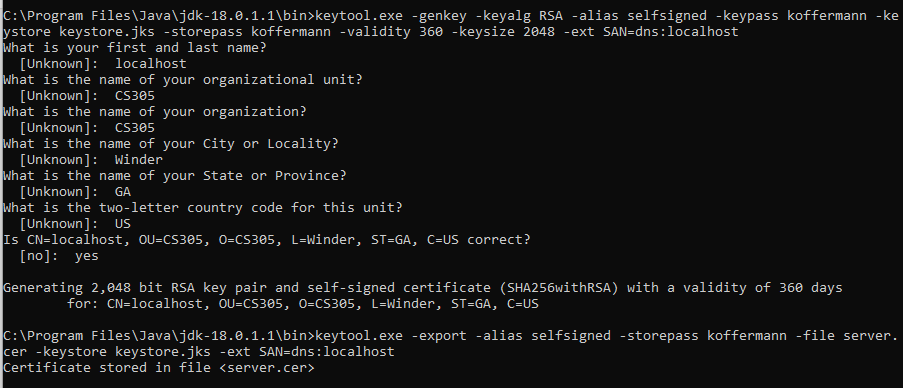 C:\Program Files\Java\jdk-18.0.1.1\bin>keytool.exe -genkey -keyalg RSA -alias selfsigned -keypass koffermann -ke
ystore keystore.jks -storepass koffermann -validity 360 -keysize 2048 -ext SAN=dns:localhost
What is your first and last name?
  [Unknown]:  localhost
What is the name of your organizational unit?
  [Unknown]:  CS305
What is the name of your organization?
  [Unknown]:  CS305
What is the name of your City or Locality?
  [Unknown]:  Winder
What is the name of your State or Province?
  [Unknown]:  GA
What is the two-letter country code for this unit?
  [Unknown]:  US
Is CN=localhost, OU=CS305, O=CS305, L=Winder, ST=GA, C=US correct?
  [no]:  yes
Generating 2,048 bit RSA key pair and self-signed certificate (SHA256withRSA) with a validity of 360 days
        for: CN=localhost, OU=CS305, O=CS305, L=Winder, ST=GA, C=US
C:\Program Files\Java\jdk-18.0.1.1\bin>keytool.exe -export -alias selfsigned -storepass koffermann -file server.
cer -keystore keystore.jks -ext SAN=dns:localhost
Certificate stored in file <server.cer>